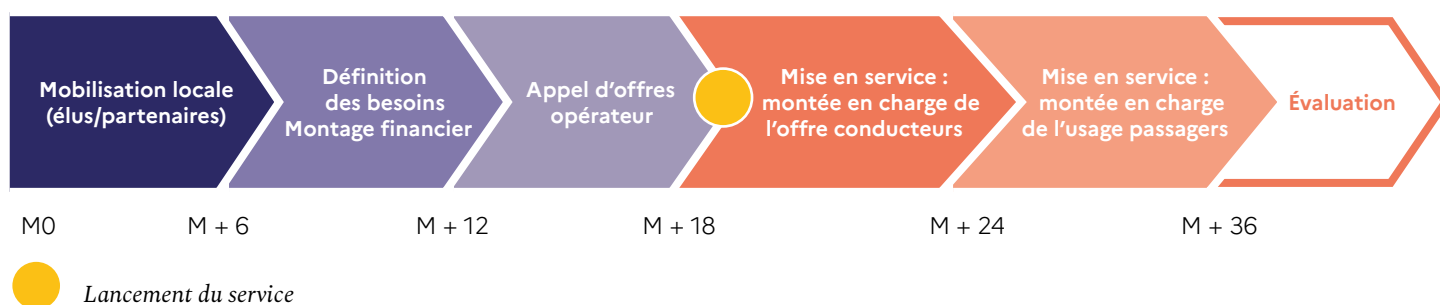 Mobilisation locale
(élus/partenaires)
Définition
des besoins
Montage financier
Appel d'offres
opérateur
Mise en service :
montée en charge de
l'offre conducteurs
Mise en service :
montée en charge
de l'usage passagers
Évaluation
M0
M + 6
M + 12
M + 18
M + 24
M + 36
Lancement du service